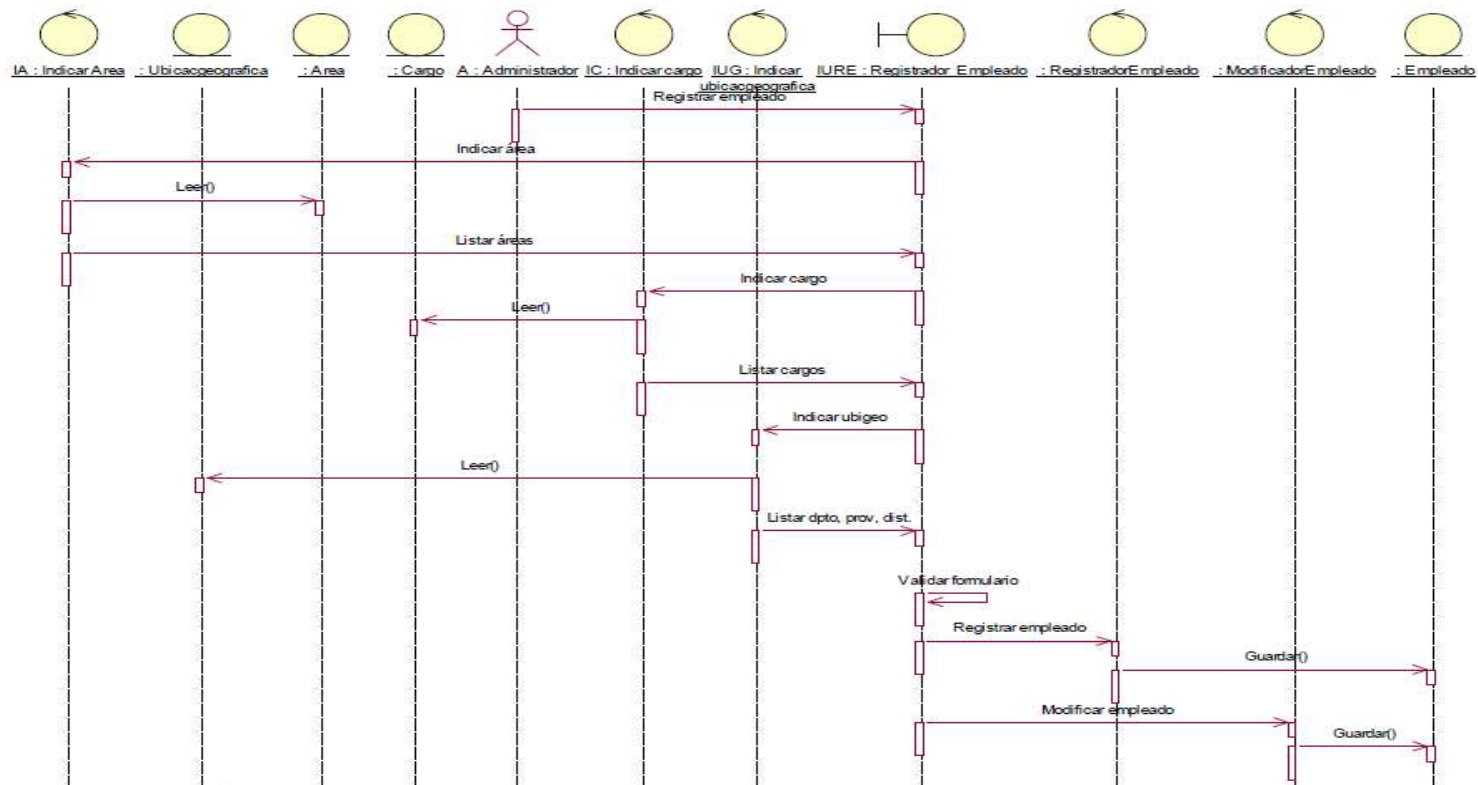 IA : Indicar Area
: Ubicacgeografica
: Area
: Cargo
A : Administrador
IC : Indicar cargo
IUG : Indicar
ubicacgeografica
IURE : Registrador Empleado
: RegistradorEmpleado
: ModificadorEmpleado
: Empleado
Registrar empleado
Indicar área
Leer()
Listar áreas
Indicar cargo
Leer()
Listar cargos
Indicar ubigeo
Leer()
Listar dpto, prov, dist.
Validar formulario
Registrar empleado
Guardar()
Modificar empleado
Guardar()